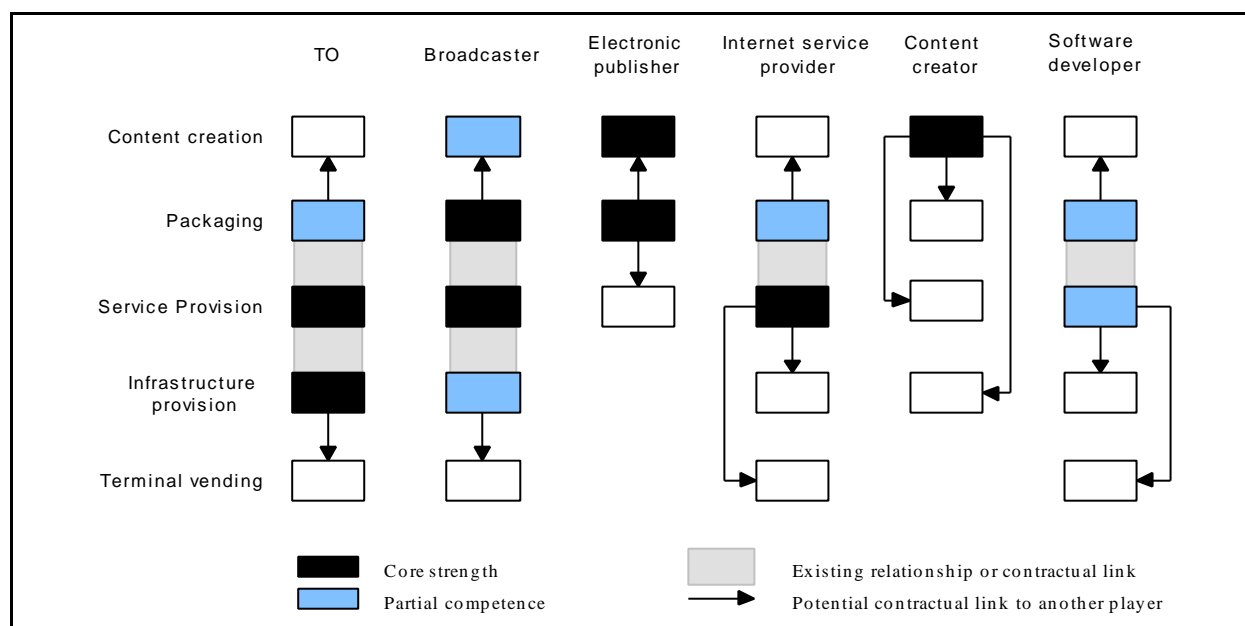 TO
Broadcaster
Electronic
publisher
Internet service
provider
Content
creator
Software
developer
Content creation
Packaging
Service Provision
Infrastructure
provision
Terminal vending
Core strength
Existing relationship or contractual link
Partial competence
Potential contractual link to another player